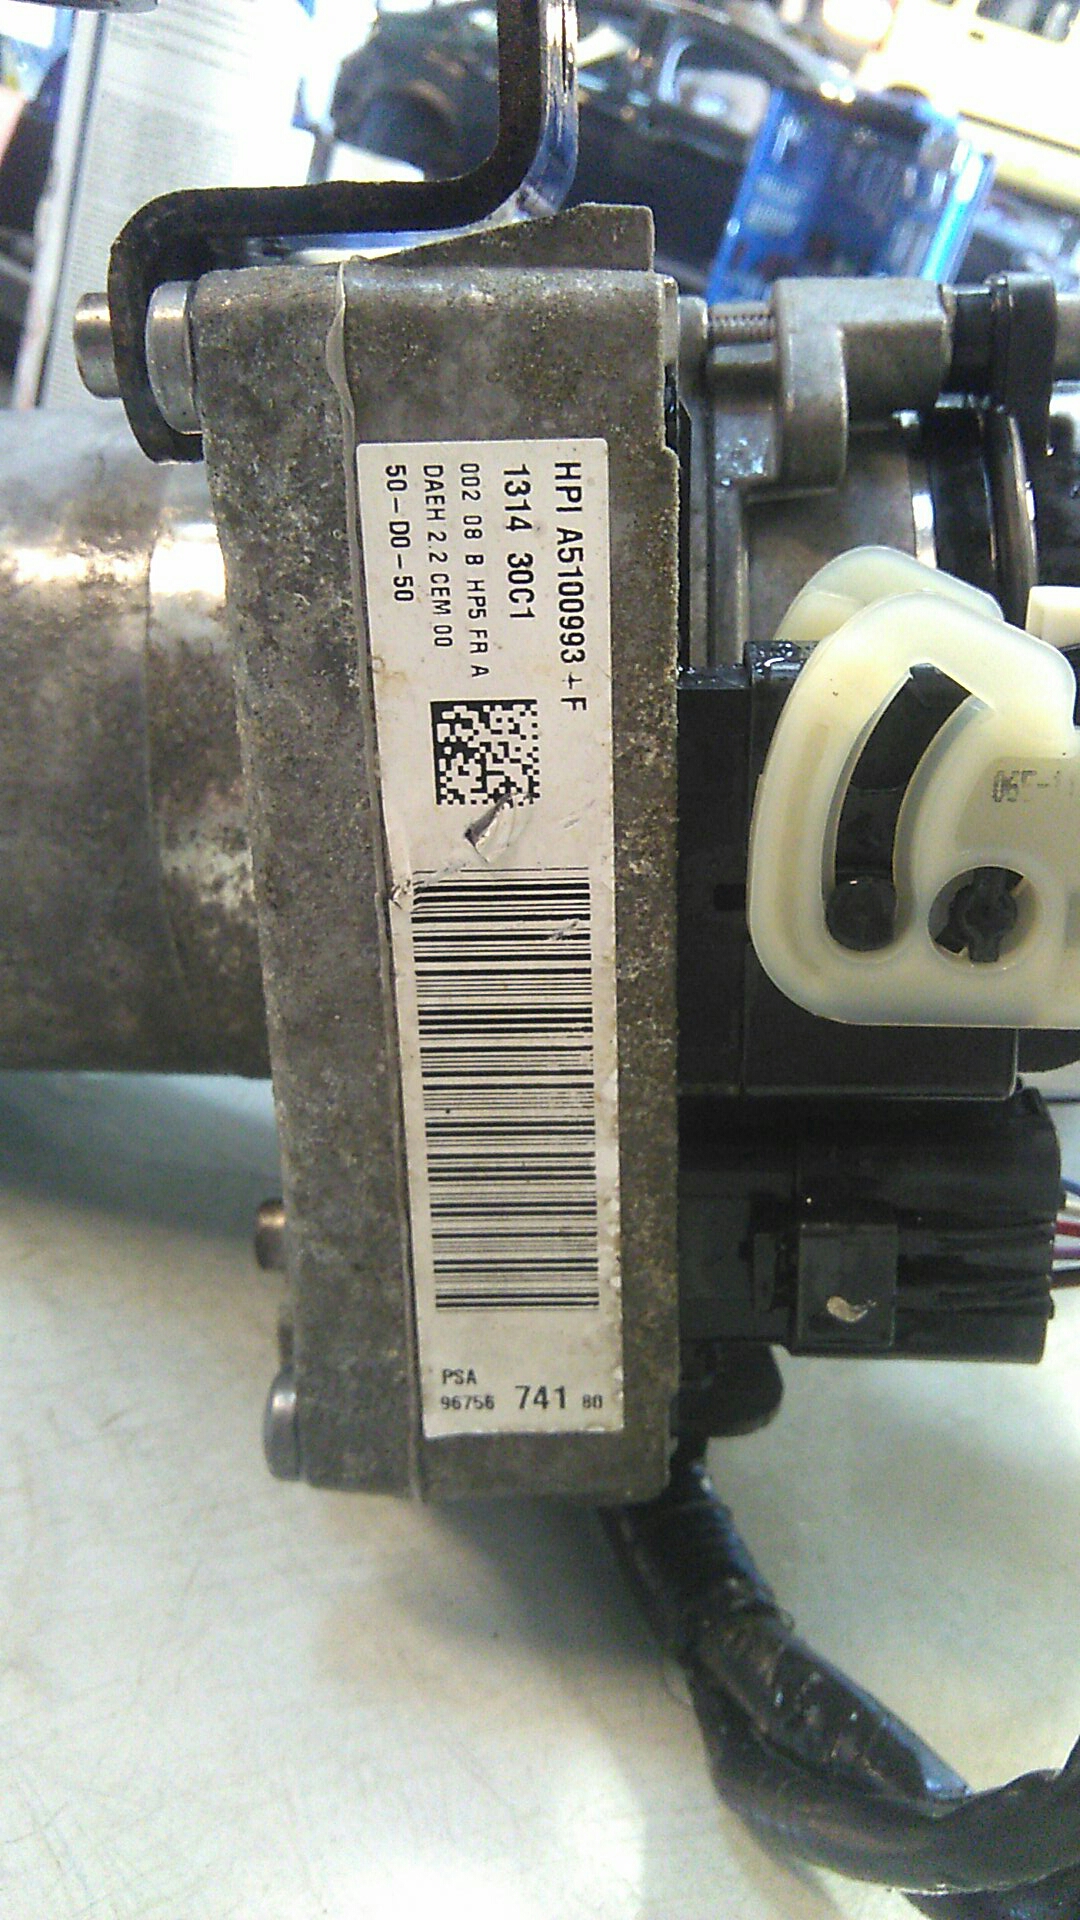 HPI A5100993+F
1314 30C1
002 08 B HP5 FR A
DAEH 2.2 CEM 00
50-D0-50
PSA
96756 741 80